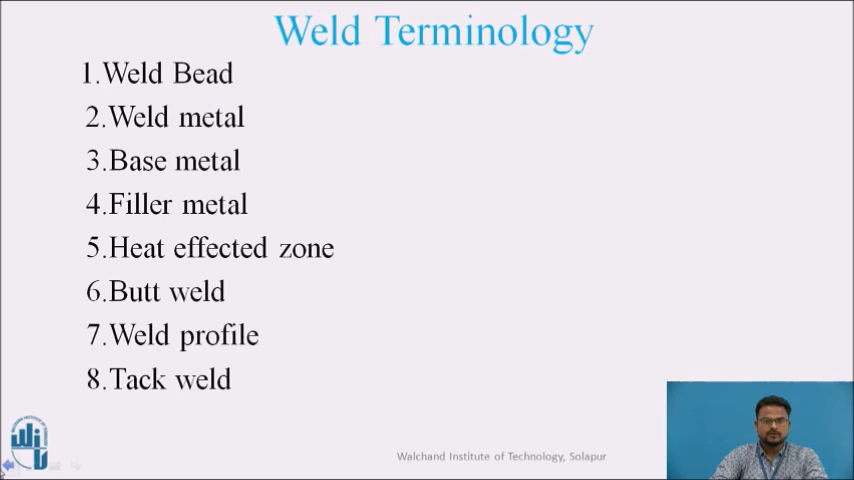 Weld Terminology
1.Weld Bead
2.Weld metal
3.Base metal
4.Filler metal
5.Heat effected zone
6.Butt weld
7.Weld profile
8.Tack weld
Walchand Institute of Technology, Solapur